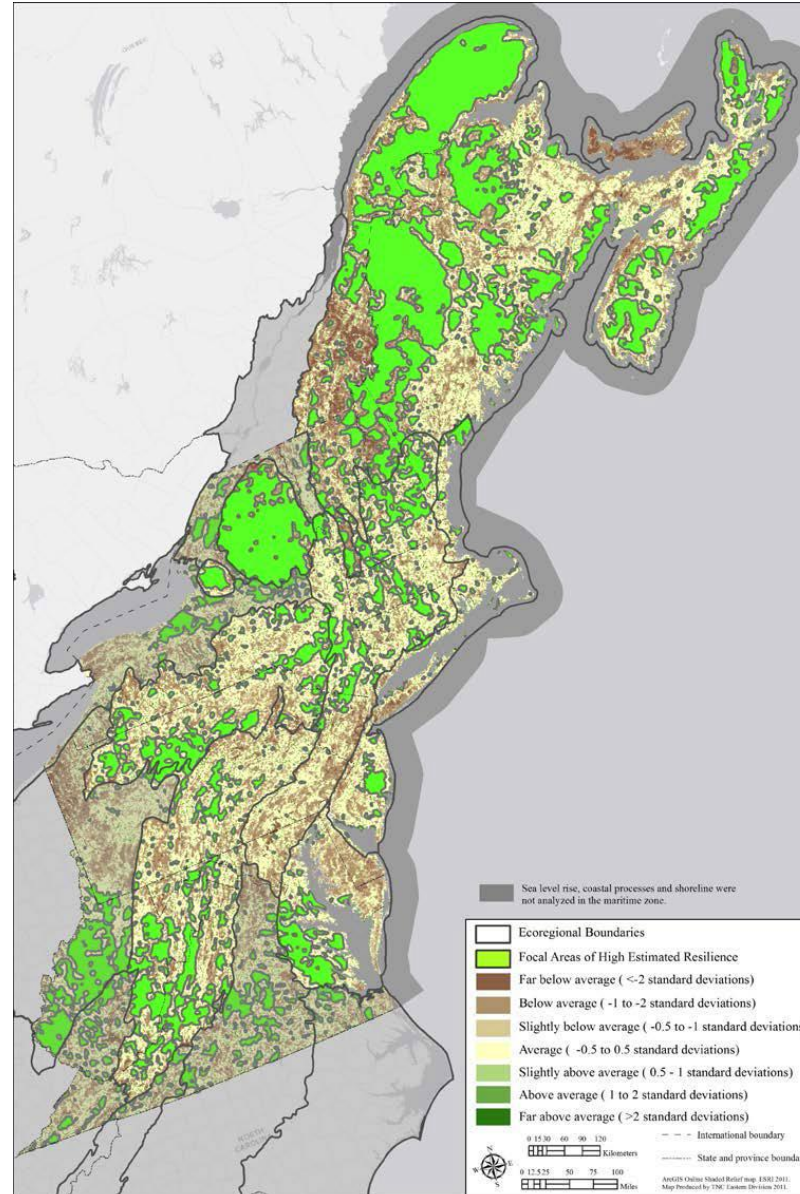 QUEBEC
Sea level rise, coastal processes and shoreline were
not analyzed in the maritime zone.
Ecoregional Boundaries
Focal Areas of High Estimated Resilience
Far below average ( <-2 standard deviations)
Below average ( -1 to -2 standard deviations)
Slightly below average ( -0.5 to -1 standard deviations
Average ( -0.5 to 0.5 standard deviations)
Slightly above average ( 0.5 - 1 standard deviations)
Above average ( 1 to 2 standard deviations)
Far above average ( >2 standard deviations)
NORTH
CAROLINA
0 15 30 60 90 120
Kilometers
0 12.5 25 50 75 100
Miles
N
E
S
W
International boundary
State and province bounda
ArcGIS Online Shaded Relief map. ESRI 2011.
Map Produced by TNC Eastern Division 2011.